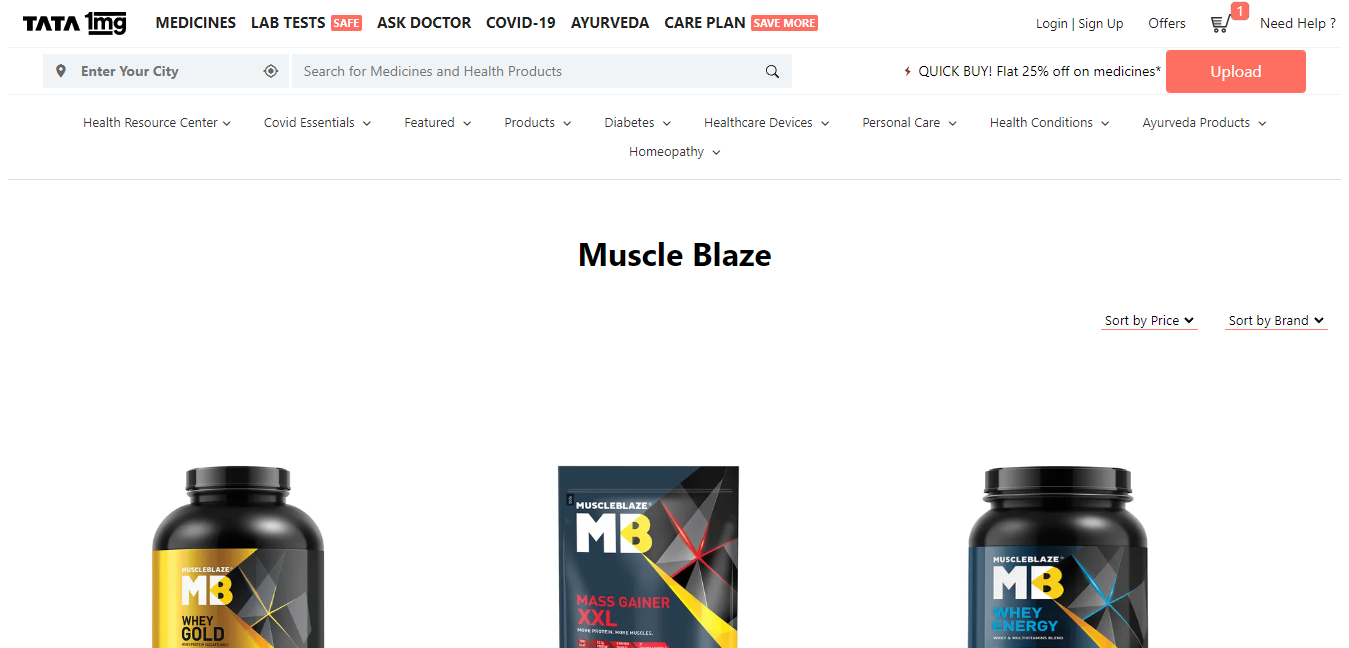 TATA 1mg MEDICINES LAB TESTS SAFE ASK DOCTOR COVID-19 AYURVEDA CARE PLAN SAVE MORE Login | Sign Up Offers 1 Need Help ?
Enter Your City Search for Medicines and Health Products QUICK BUY! Flat 25% off on medicines* Upload
Health Resource Center Covid Essentials Featured Products Diabetes Healthcare Devices Personal Care Health Conditions Ayurveda Products
Homeopathy
Muscle Blaze
Sort by Price Sort by Brand
MUSCLEBLAZE
MB
WHEY
GOLD
MUSCLEBLAZE
MB
MASS GAINER
XXL
MORE PROTEIN. MORE MUSCLES.
MUSCLEBLAZE
MB
WHEY
ENERGY
WHEY & MULTIVITAMINS BLEND